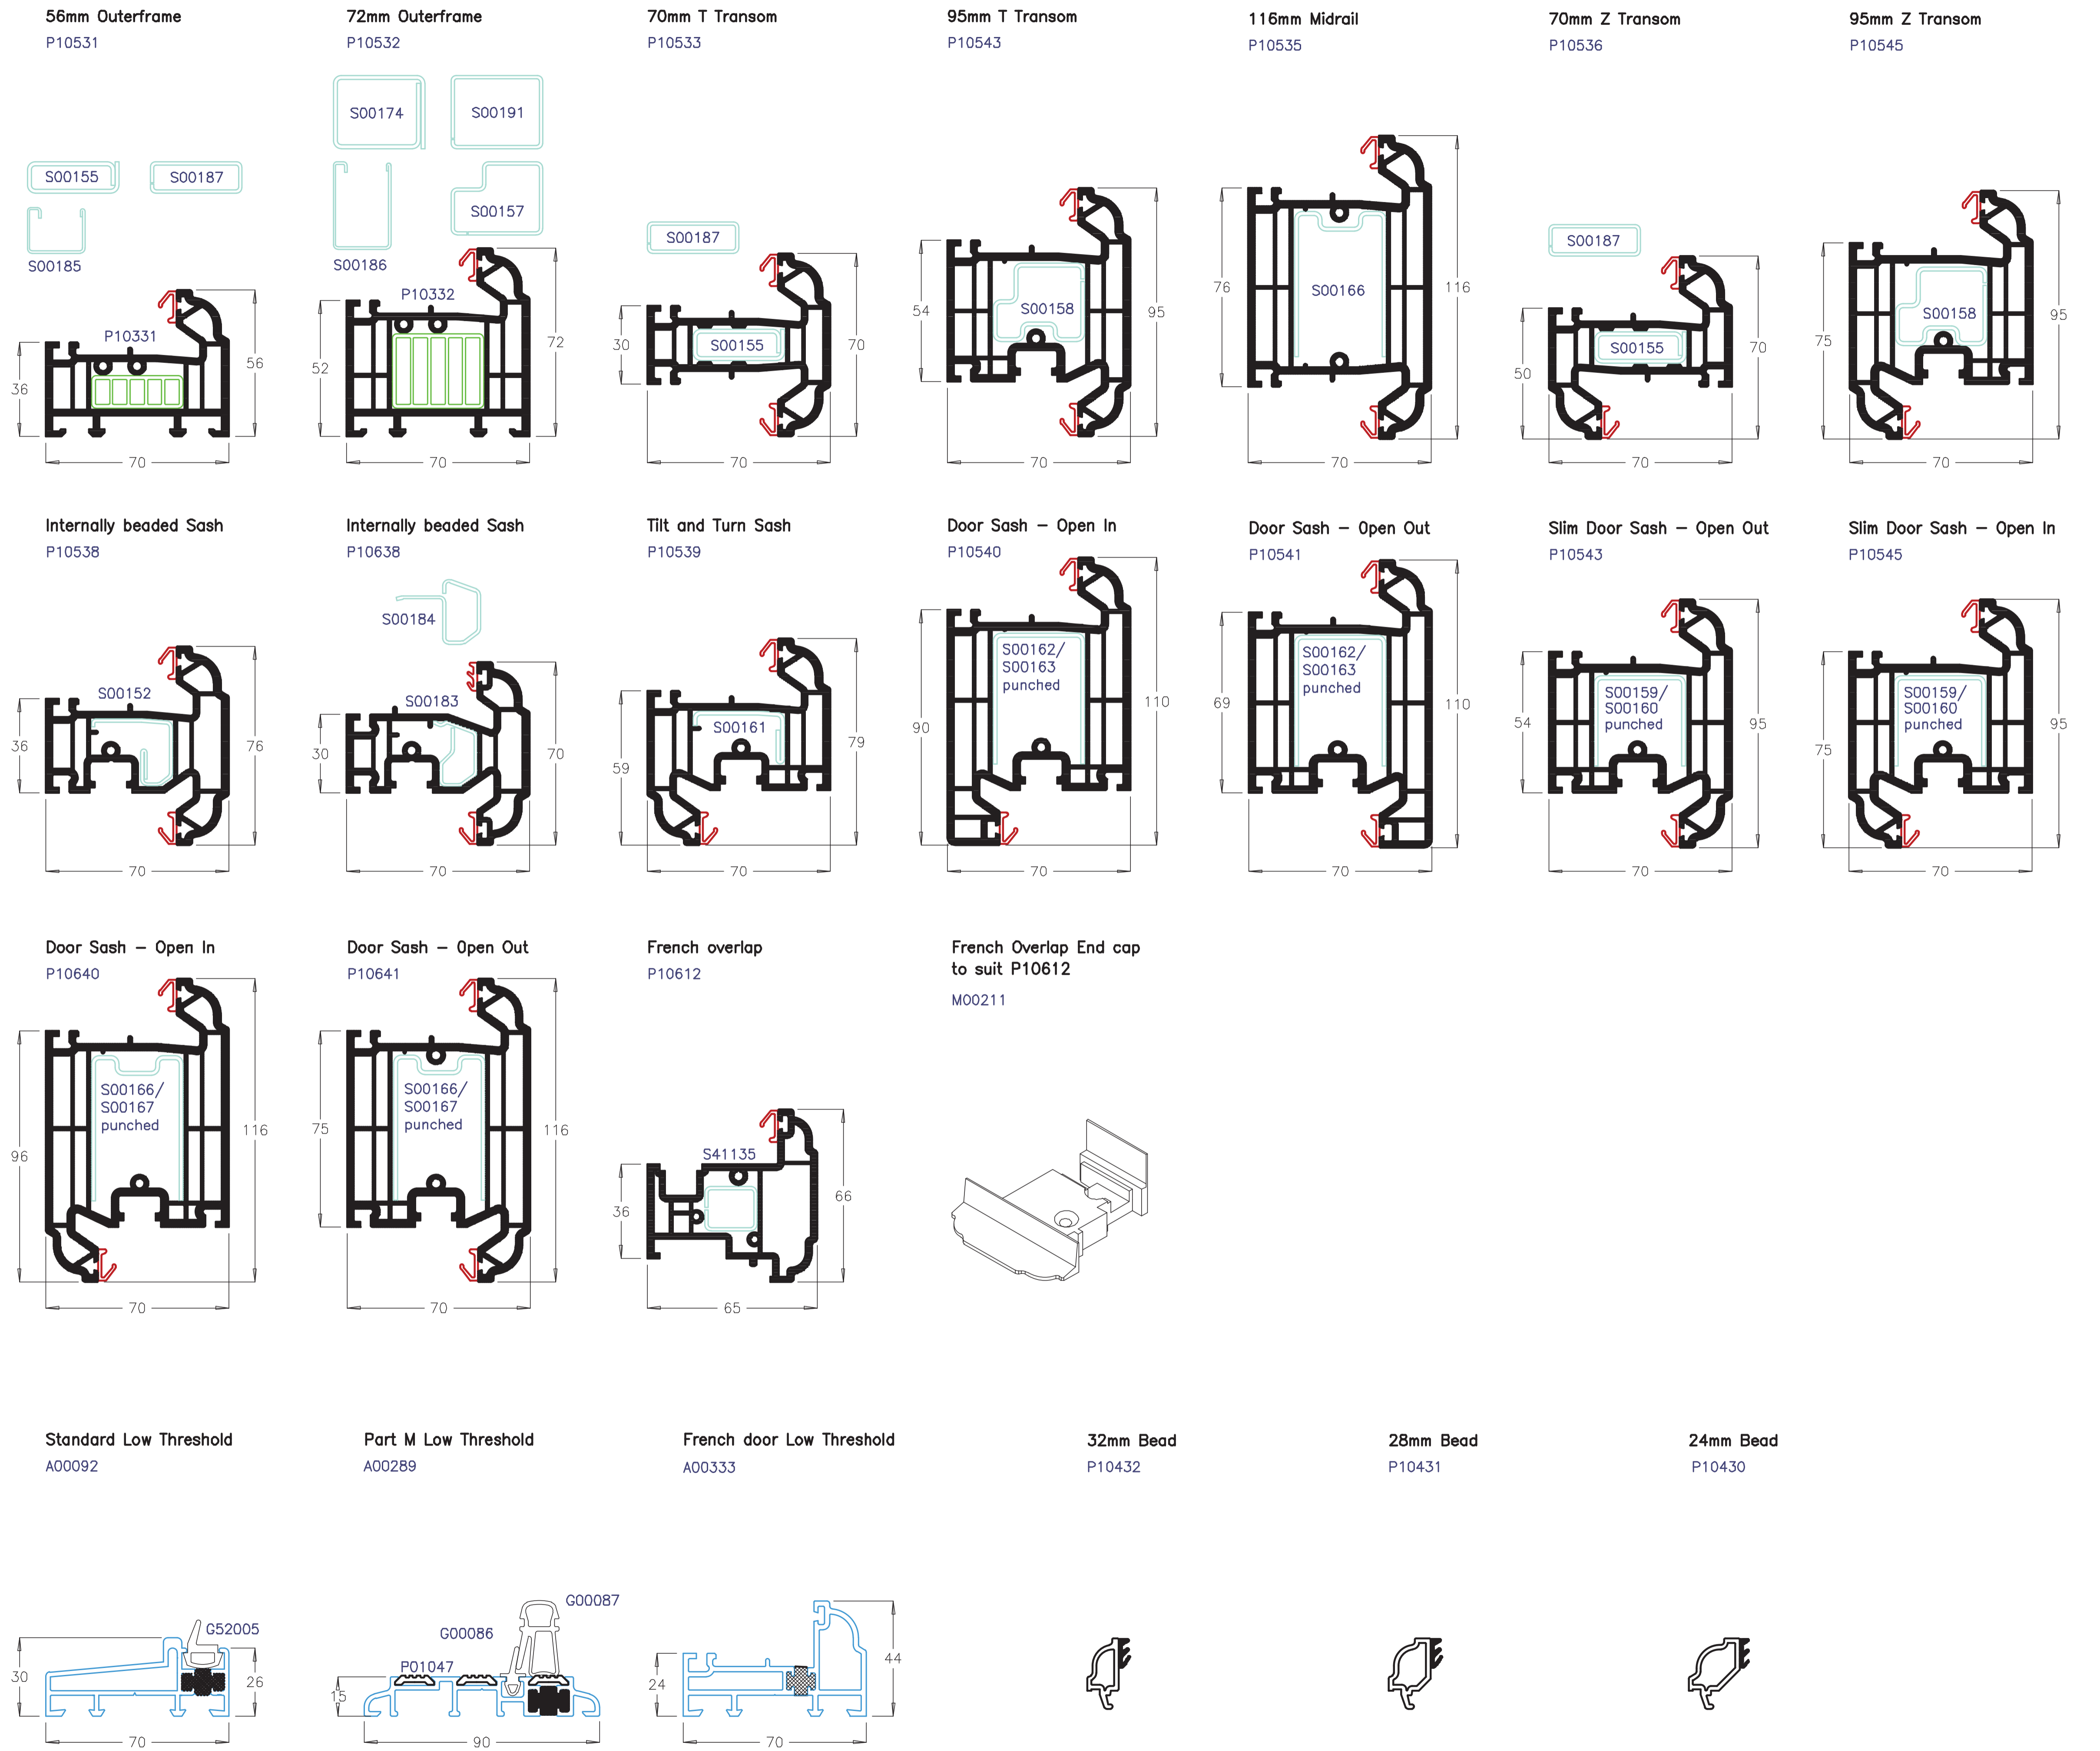 56mm Outerframe
P10531
72mm Outerframe
P10532
70mm T Transom
P10533
95mm T Transom
P10543
116mm Midrail
P10535
70mm Z Transom
P10536
95mm Z Transom
P10545
S00155
S00187
S00185
P10331
36
56
70
S00174
S00191
S00157
S00186
P10332
52
72
70
S00187
S00155
30
70
70
S00158
54
95
70
S00166
76
116
70
S00187
S00155
50
70
70
S00158
75
95
70
Internally beaded Sash
P10538
Internally beaded Sash
P10638
Tilt and Turn Sash
P10539
Door Sash – Open In
P10540
Door Sash – Open Out
P10541
Slim Door Sash – Open Out
P10543
Slim Door Sash – Open In
P10545
S00152
36
76
70
S00184
S00183
30
70
70
S00161
59
79
70
S00162/
S00163
punched
90
110
70
S00162/
S00163
punched
69
110
70
S00159/
S00160
punched
54
95
70
S00159/
S00160
punched
75
95
70
Door Sash – Open In
P10640
Door Sash – Open Out
P10641
French overlap
P10612
French Overlap End cap
to suit P10612
M00211
S00166/
S00167
punched
96
116
70
S00166/
S00167
punched
75
116
70
S41135
36
66
65
Standard Low Threshold
A00092
Part M Low Threshold
A00289
French door Low Threshold
A00333
32mm Bead
P10432
28mm Bead
P10431
24mm Bead
P10430
G52005
30
26
70
G00087
G00086
P01047
15
90
24
44
70